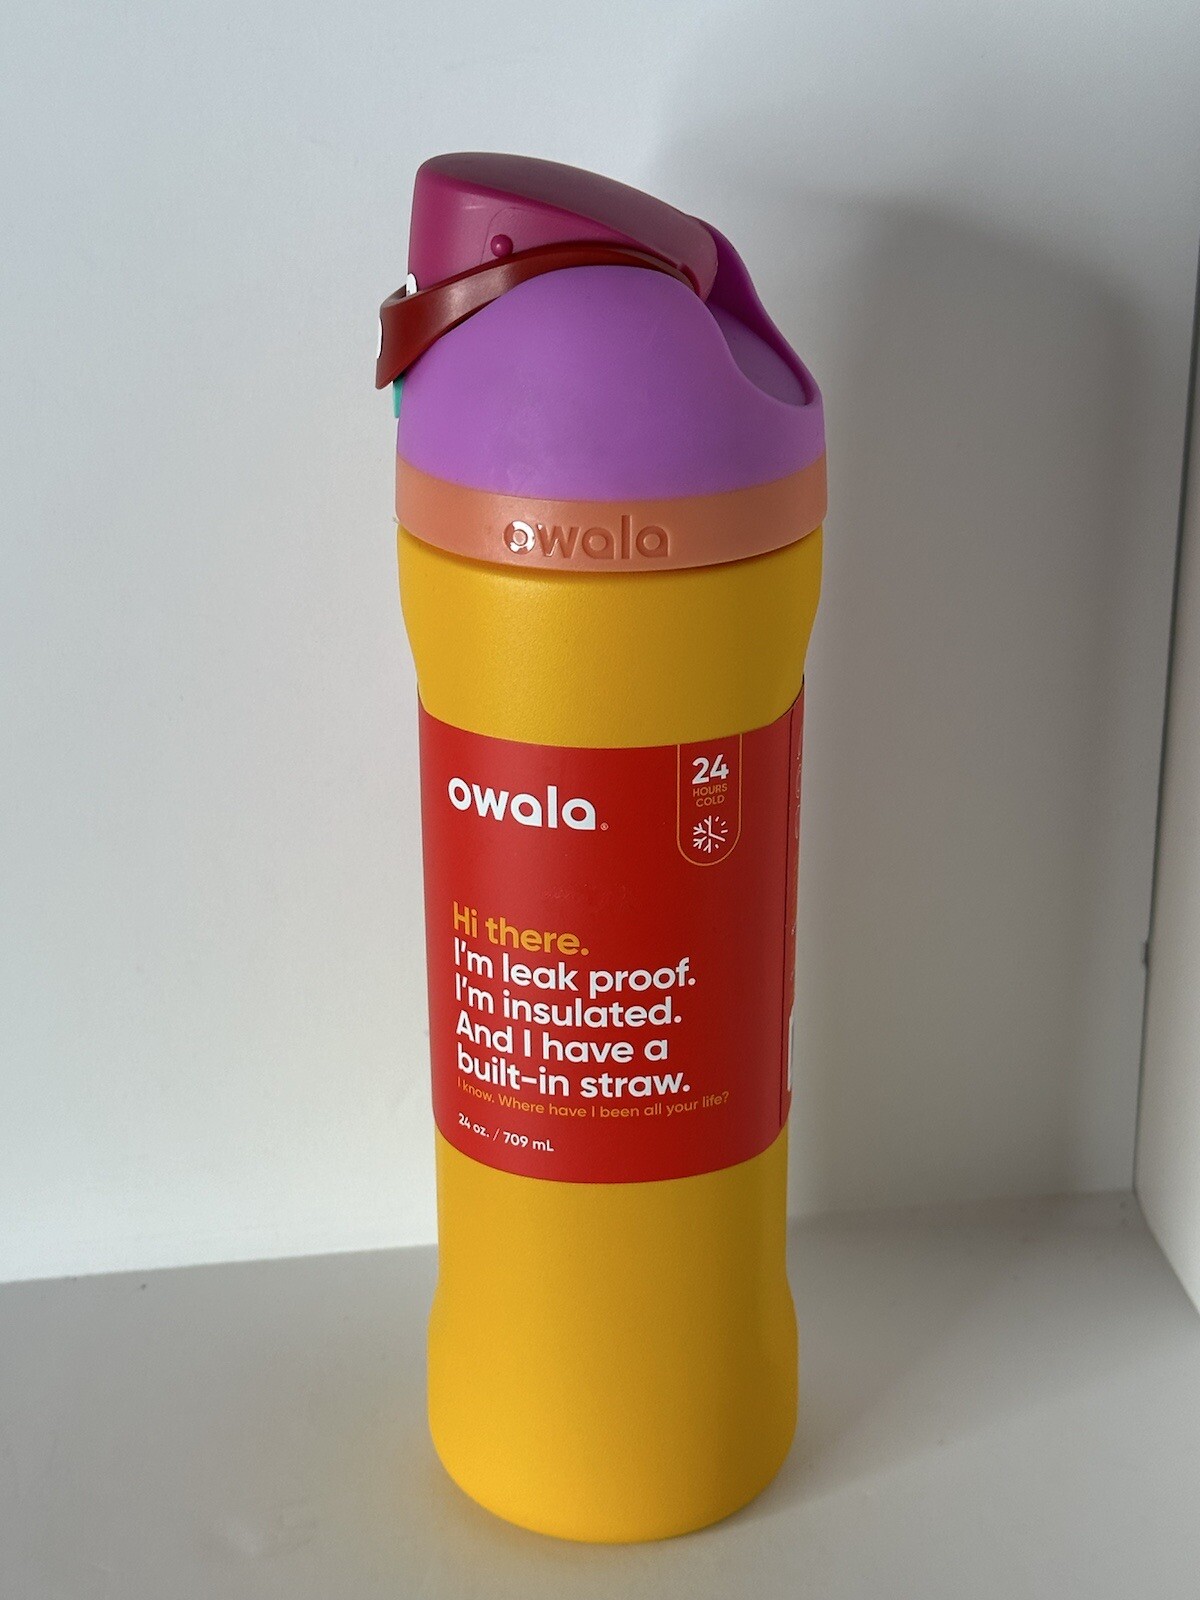 owala
owala®
24
HOURS
COLD
Hi there.
I'm leak proof.
I'm insulated.
And I have a
built-in straw.
I know. Where have I been all your life?
24 oz. / 709 mL